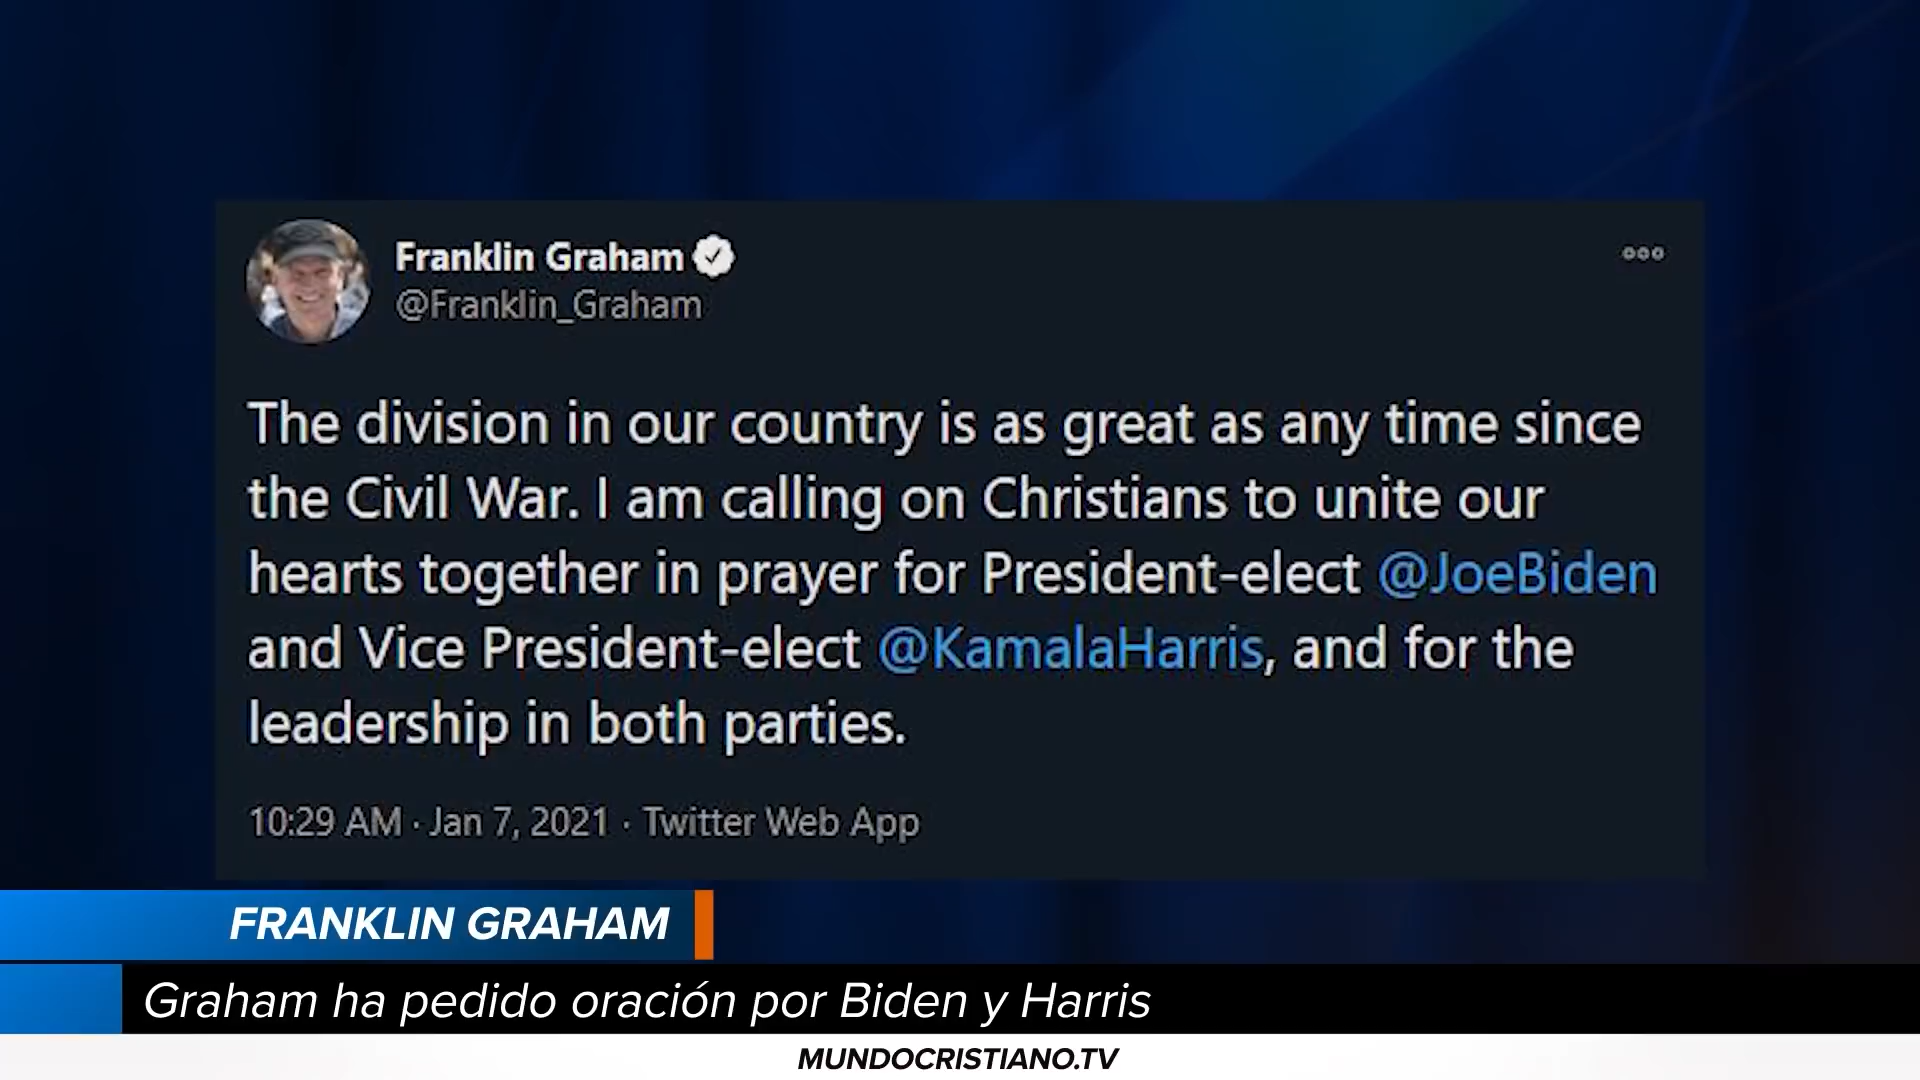 Franklin Graham
@Franklin_Graham
The division in our country is as great as any time since
the Civil War. I am calling on Christians to unite our
hearts together in prayer for President-elect @JoeBiden
and Vice President-elect @KamalaHarris, and for the
leadership in both parties.
10:29 AM · Jan 7, 2021 · Twitter Web App
FRANKLIN GRAHAM
Graham ha pedido oración por Biden y Harris
MUNDOCRISTIANO.TV